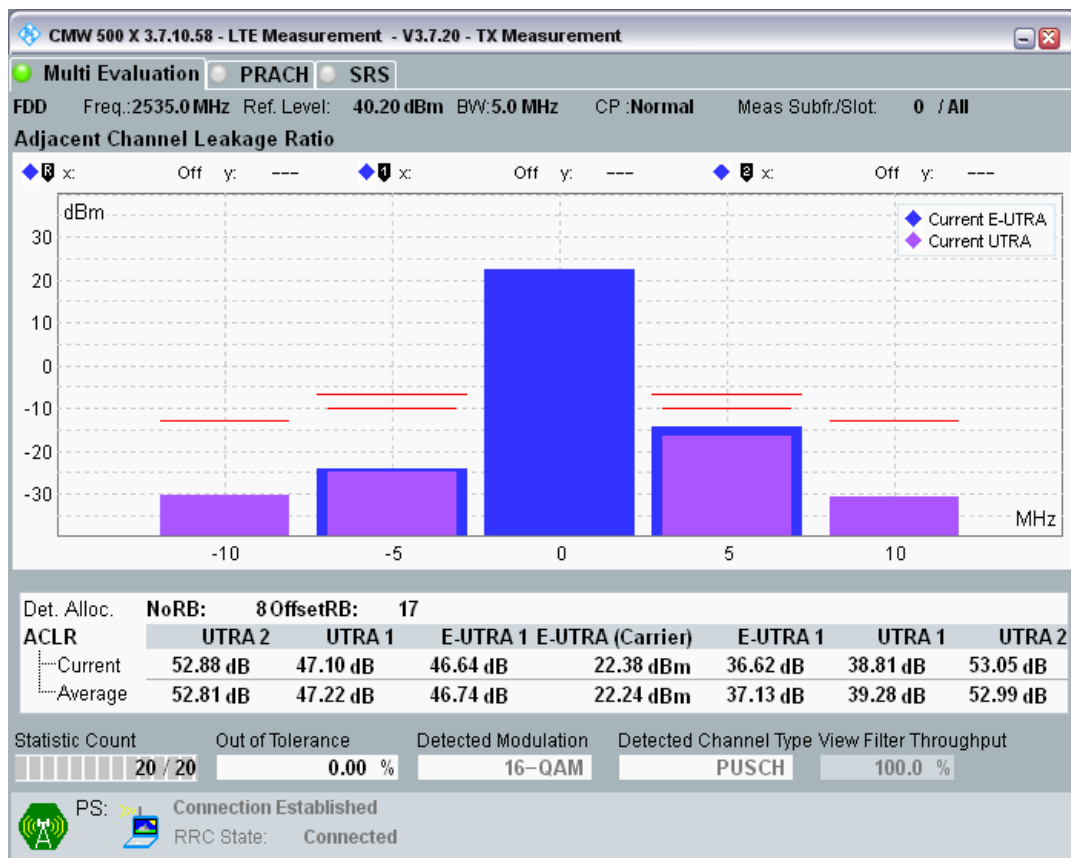 CMW 500 X 3.7.10.58 - LTE Measurement - V3.7.20 - TX Measurement
Multi Evaluation PRACH SRS
FDD Freq.:2535.0 MHz Ref. Level: 40.20 dBm BW:5.0 MHz CP :Normal Meas Subfr./Slot: 0 / All
Adjacent Channel Leakage Ratio
R x: Off y: --- 1 x: Off y: --- 2 x: Off y: ---
dBm
Current E-UTRA
Current UTRA
30
20
10
0
-10
-20
-30
MHz
-10 -5 0 5 10
Det. Alloc. NoRB: 8 OffsetRB: 17
ACLR UTRA 2 UTRA 1 E-UTRA 1 E-UTRA (Carrier) E-UTRA 1 UTRA 1 UTRA 2
Current 52.88 dB 47.10 dB 46.64 dB 22.38 dBm 36.62 dB 38.81 dB 53.05 dB
Average 52.81 dB 47.22 dB 46.74 dB 22.24 dBm 37.13 dB 39.28 dB 52.99 dB
Statistic Count Out of Tolerance Detected Modulation Detected Channel Type View Filter Throughput
20 / 20 0.00 % 16-QAM PUSCH 100.0 %
PS: Connection Established
RRC State: Connected